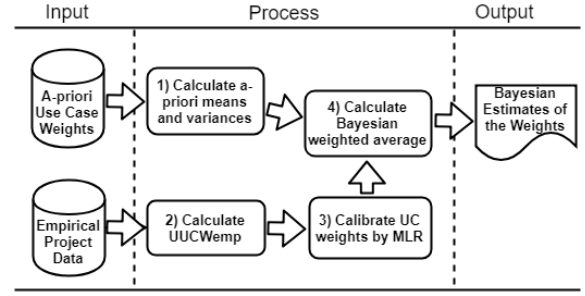 Input
Process
Output
A-priori
Use Case
Weights
1) Calculate a-
priori means
and variances
4) Calculate
Bayesian
weighted average
Bayesian
Estimates of
the Weights
Empirical
Project
Data
2) Calculate
UUCWemp
3) Calibrate UC
weights by MLR